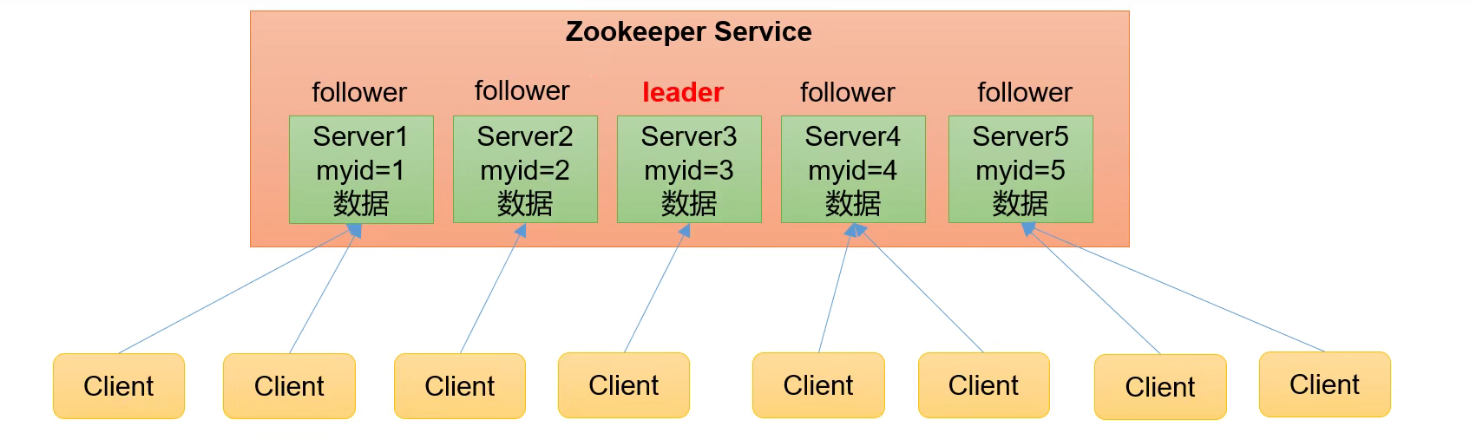 Zookeeper Service
follower
follower
leader
follower
follower
Server1
myid=1
数据
Server2
myid=2
数据
Server3
myid=3
数据
Server4
myid=4
数据
Server5
myid=5
数据
Client
Client
Client
Client
Client
Client
Client
Client